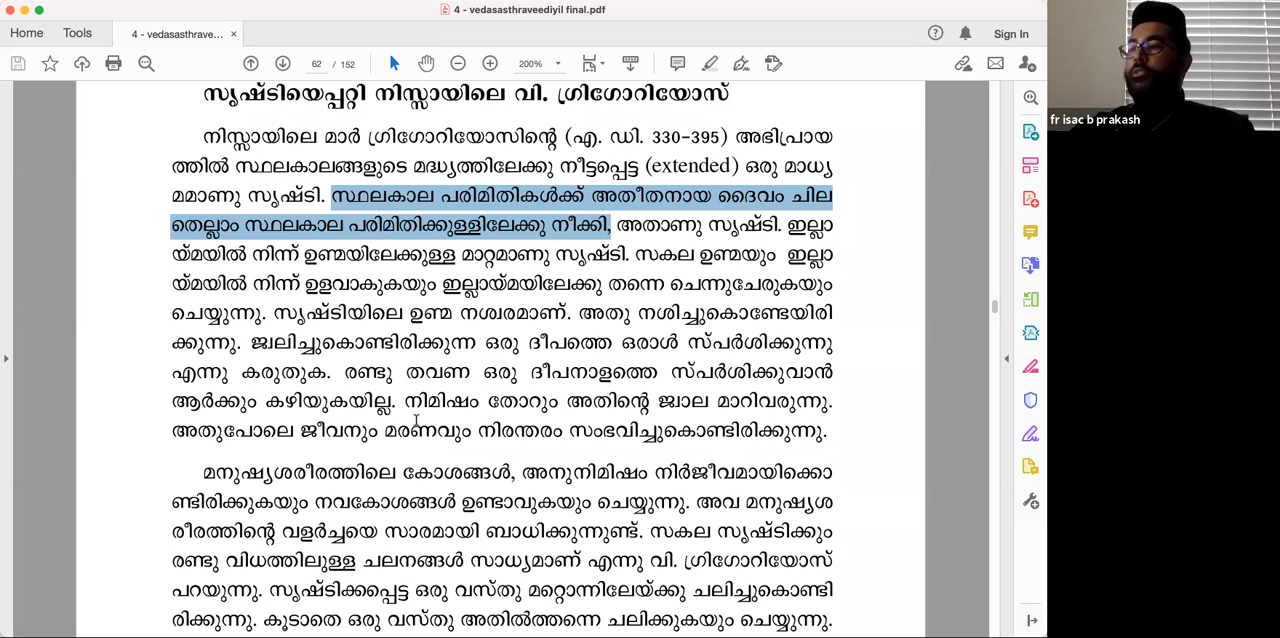 4 - vedasasthraveediyil final.pdf
Home Tools 4 - vedasasthrave... × Sign In
62 / 152 200%
സൃഷ്ടിയെപ്പറ്റി നിസ്സായിലെ വി. ഗ്രിഗോറിയോസ്
നിസ്സായിലെ മാർ ഗ്രിഗോറിയോസിന്റെ (എ. ഡി. 330-395) അഭിപ്രായ
ത്തിൽ സ്ഥലകാലങ്ങളുടെ മദ്ധ്യത്തിലേക്കു നീട്ടപ്പെട്ട (extended) ഒരു മാധ്യ
മമാണു സൃഷ്ടി. സ്ഥലകാല പരിമിതികൾക്ക് അതീതനായ ദൈവം ചില
തെല്ലാം സ്ഥലകാല പരിമിതിക്കുള്ളിലേക്കു നീക്കി, അതാണു സൃഷ്ടി. ഇല്ലാ
യ്മയിൽ നിന്ന് ഉണ്മയിലേക്കുള്ള മാറ്റമാണു സൃഷ്ടി. സകല ഉണ്മയും ഇല്ലാ
യ്മയിൽ നിന്ന് ഉളവാകുകയും ഇല്ലായ്മയിലേക്കു തന്നെ ചെന്നുചേരുകയും
ചെയ്യുന്നു. സൃഷ്ടിയിലെ ഉണ്മ നശ്വരമാണ്. അതു നശിച്ചുകൊണ്ടേയിരി
ക്കുന്നു. ജ്വലിച്ചുകൊണ്ടിരിക്കുന്ന ഒരു ദീപത്തെ ഒരാൾ സ്പർശിക്കുന്നു
എന്നു കരുതുക. രണ്ടു തവണ ഒരു ദീപനാളത്തെ സ്പർശിക്കുവാൻ
ആർക്കും കഴിയുകയില്ല. നിമിഷം തോറും അതിന്റെ ജ്വാല മാറിവരുന്നു.
അതുപോലെ ജീവനും മരണവും നിരന്തരം സംഭവിച്ചുകൊണ്ടിരിക്കുന്നു.
മനുഷ്യശരീരത്തിലെ കോശങ്ങൾ, അനുനിമിഷം നിർജീവമായിക്കൊ
ണ്ടിരിക്കുകയും നവകോശങ്ങൾ ഉണ്ടാവുകയും ചെയ്യുന്നു. അവ മനുഷ്യശ
രീരത്തിന്റെ വളർച്ചയെ സാരമായി ബാധിക്കുന്നുണ്ട്. സകല സൃഷ്ടിക്കും
രണ്ടു വിധത്തിലുള്ള ചലനങ്ങൾ സാധ്യമാണ് എന്നു വി. ഗ്രിഗോറിയോസ്
പറയുന്നു. സൃഷ്ടിക്കപ്പെട്ട ഒരു വസ്തു മറ്റൊന്നിലേയ്ക്കു ചലിച്ചുകൊണ്ടി
രിക്കുന്നു. കൂടാതെ ഒരു വസ്തു അതിൽത്തന്നെ ചലിക്കുകയും ചെയ്യുന്നു.
fr isac b prakash